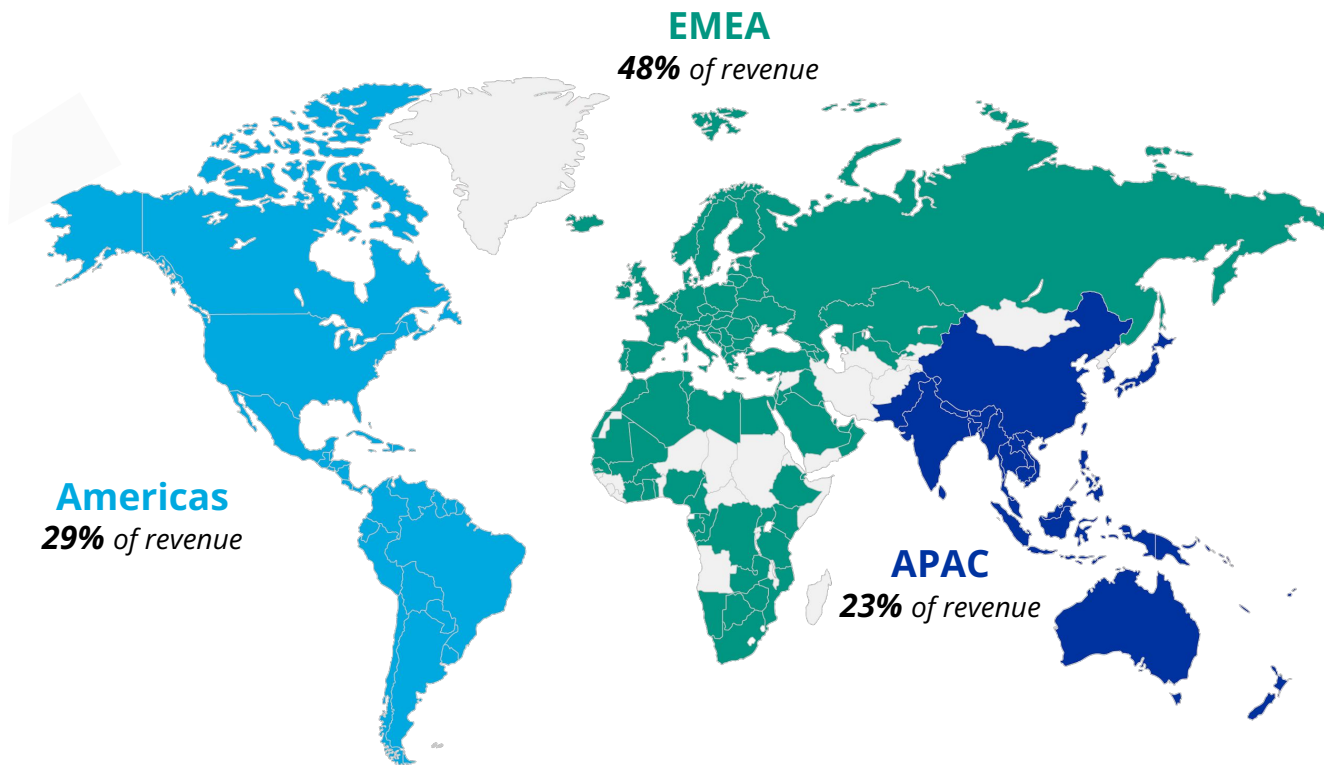 EMEA
48% of revenue
Americas
29% of revenue
APAC
23% of revenue